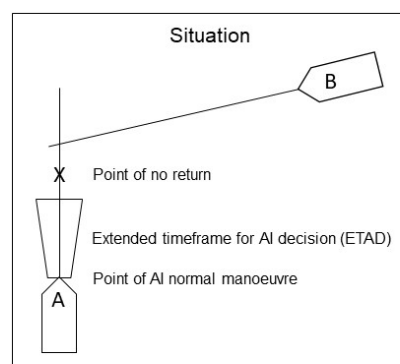 Situation
B
X
Point of no return
Extended timeframe for AI decision (ETAD)
Point of AI normal manoeuvre
A